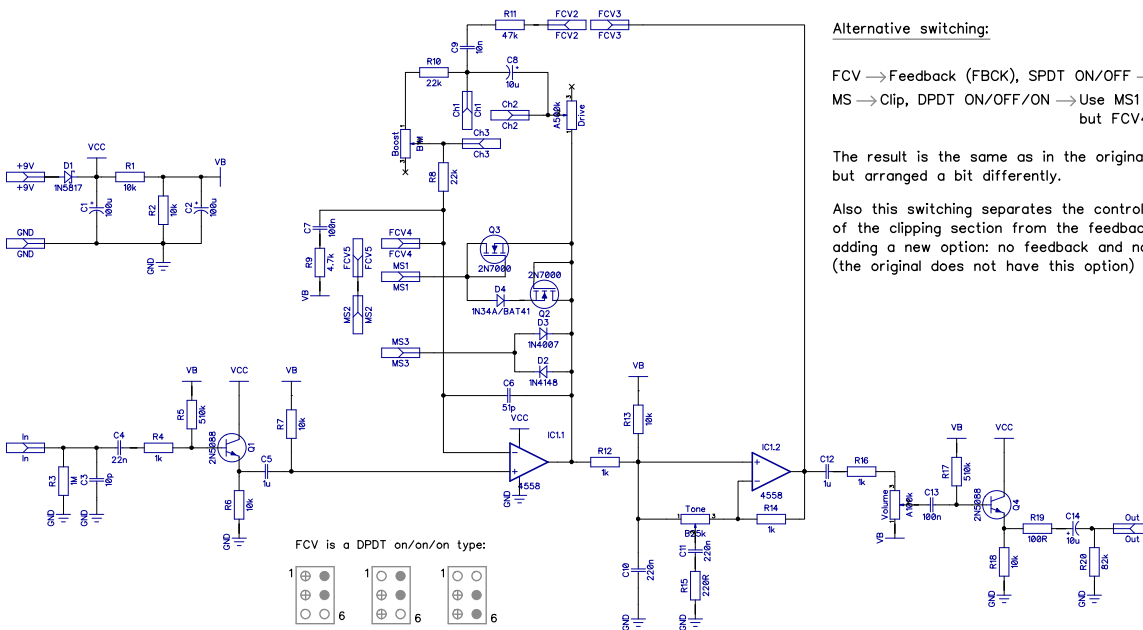 Alternative switching:
FCV → Feedback (FBCK), SPDT ON/OFF →
MS → Clip, DPDT ON/OFF/ON → Use MS1
but FCV4
The result is the same as in the origina
but arranged a bit differently.
Also this switching separates the control
of the clipping section from the feedbac
adding a new option: no feedback and no
(the original does not have this option)
R11
47k
FCV2
FCV2
FCV3
FCV3
C9
10n
R10
22k
C8
+
10u
Ch1
Ch1
Ch2
Ch2
A500k
Drive
3
1
Boost
B1M
1
3
Ch3
Ch3
R8
22k
+9V
+9V
D1
1N5817
VCC
R1
10k
VB
C1
+
100u
R2
10k
C2
+
100u
GND
GND
GND
C7
100n
R9
4.7k
VB
FCV5
FCV5
MS2
MS2
FCV4
FCV4
MS1
MS1
Q3
2N7000
2N7000
Q2
D4
1N34A/BAT41
D3
1N4007
MS3
MS3
D2
1N4148
C6
51p
VCC
IC1.1
−
+
4558
GND
In
In
R3
1M
GND
C3
10p
GND
C4
22n
R4
1k
VB
R5
510k
VCC
2N5088
Q1
R6
10k
GND
C5
1u
VB
R7
10k
R12
1k
VB
R13
10k
IC1.2
+
−
4558
Tone
1
3
B25k
R14
1k
C10
220n
GND
C11
220n
R15
220R
GND
C12
1u
R16
1k
Volume
A100k
3
1
VB
C13
100n
VB
R17
510k
VCC
2N5088
Q4
R18
10k
GND
R19
100R
C14
+
10u
R20
82k
GND
Out
Out
FCV is a DPDT on/on/on type:
1
6
1
6
1
6